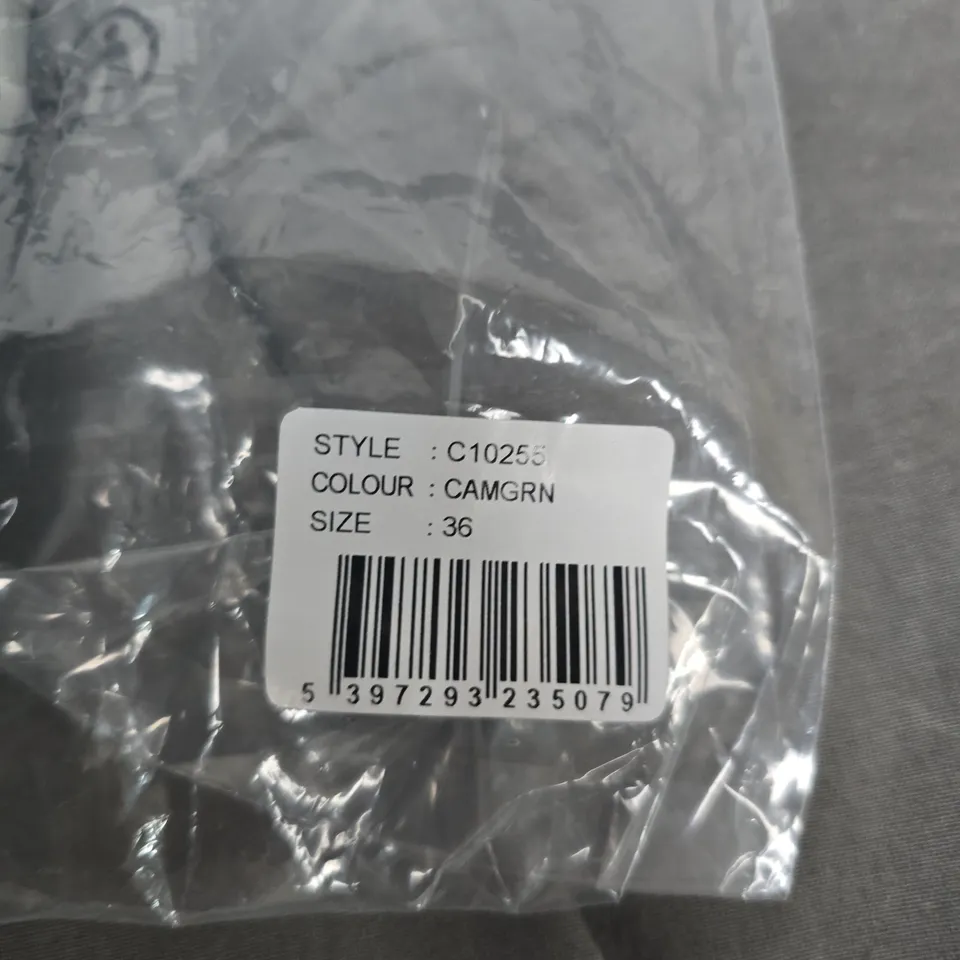 STYLE : C10255
COLOUR : CAMGRN
SIZE : 36
5 397293 235079